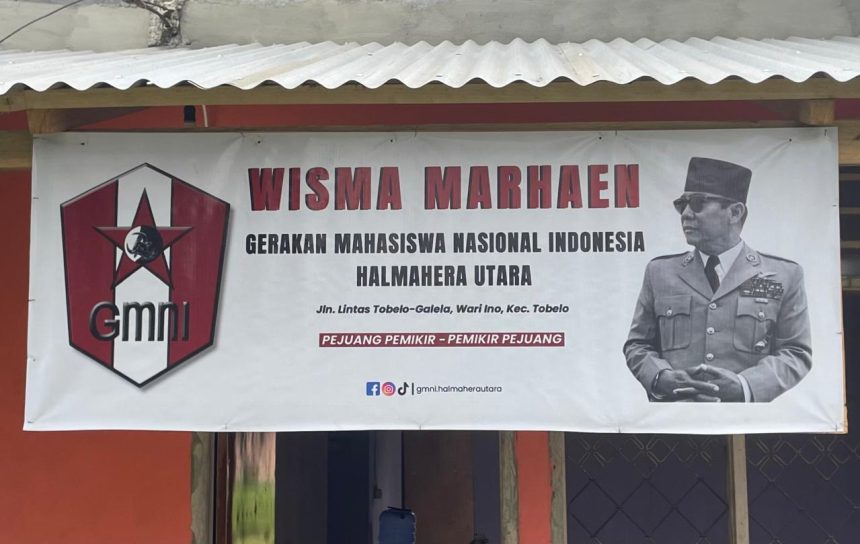 WISMA MARHAEN
GERAKAN MAHASISWA NASIONAL INDONESIA
HALMAHERA UTARA
Jln. Lintas Tobelo-Galela, Wari Ino, Kec. Tobelo
PEJUANG PEMIKIR - PEMIKIR PEJUANG
| gmni.halmaherautara
GMNI